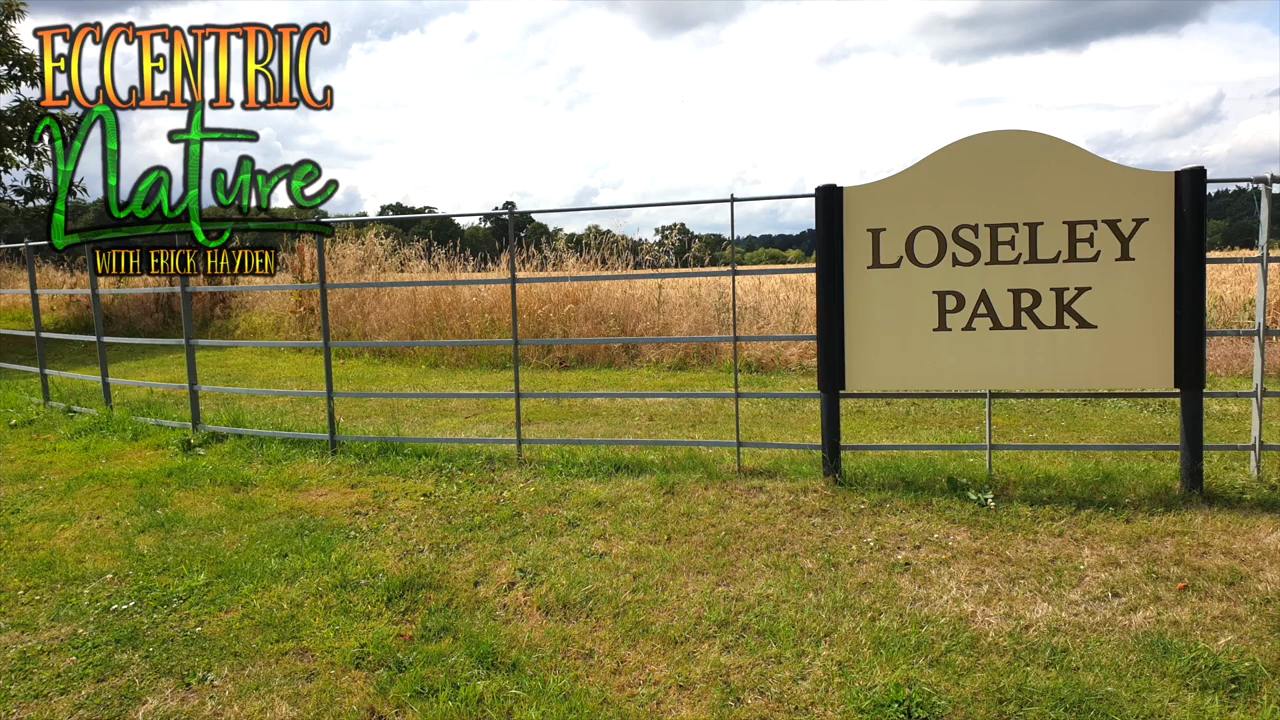 ECCENTRIC
Nature
WITH ERICK HAYDEN
LOSELEY
PARK